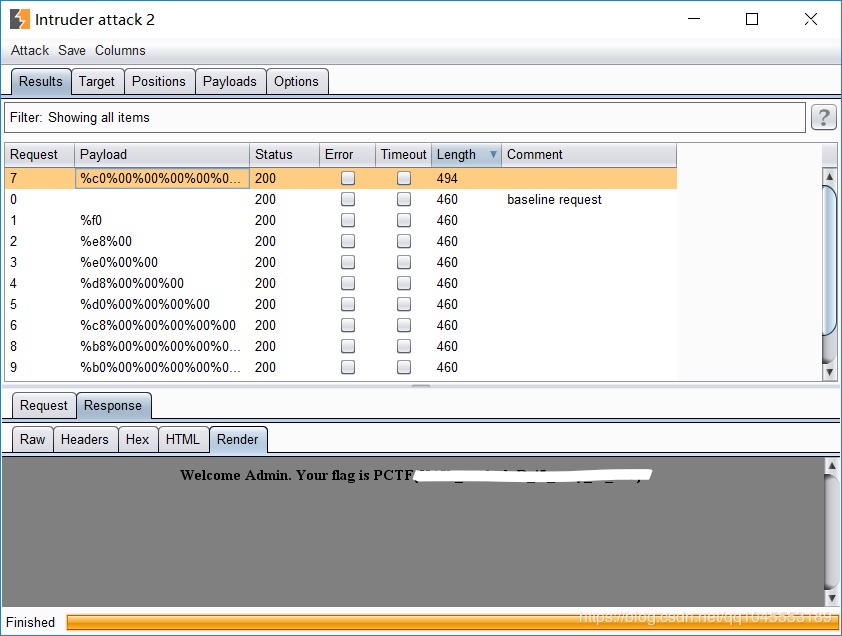 Intruder attack 2
Attack Save Columns
Results Target Positions Payloads Options
Filter: Showing all items ?
Request Payload Status Error Timeout Length Comment
7 %c0%00%00%00%00%0... 200 494
0 200 460 baseline request
1 %f0 200 460
2 %e8%00 200 460
3 %e0%00%00 200 460
4 %d8%00%00%00 200 460
5 %d0%00%00%00%00 200 460
6 %c8%00%00%00%00%00 200 460
8 %b8%00%00%00%00%0... 200 460
9 %b0%00%00%00%00%0... 200 460
Request Response
Raw Headers Hex HTML Render
Welcome Admin. Your flag is PCTF
Finished
https://blog.csdn.net/qq1045553189